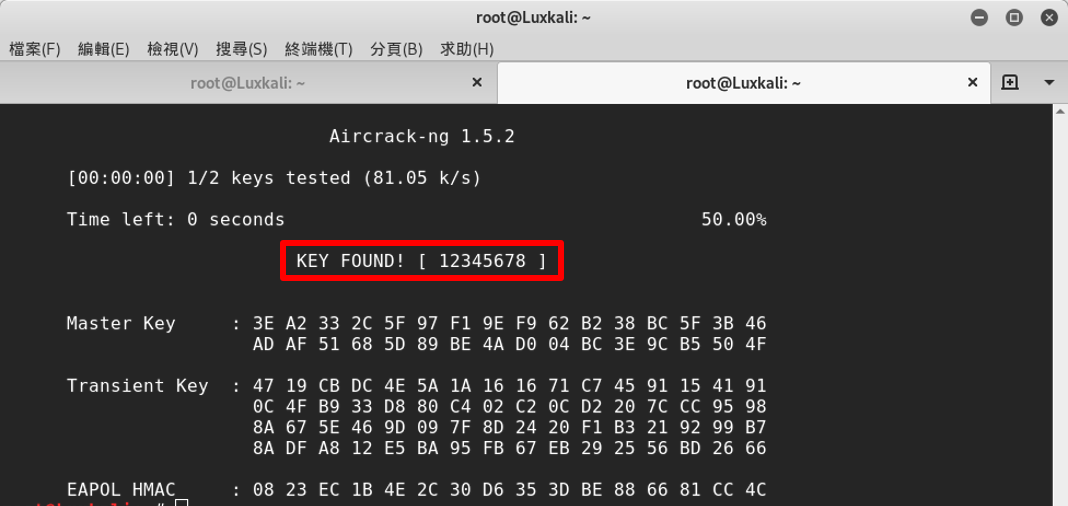 root@Luxkali: ~
檔案(F) 編輯(E) 檢視(V) 搜尋(S) 終端機(T) 分頁(B) 求助(H)
root@Luxkali: ~ root@Luxkali: ~
Aircrack-ng 1.5.2
[00:00:00] 1/2 keys tested (81.05 k/s)
Time left: 0 seconds 50.00%
KEY FOUND! [ 12345678 ]
Master Key : 3E A2 33 2C 5F 97 F1 9E F9 62 B2 38 BC 5F 3B 46
AD AF 51 68 5D 89 BE 4A D0 04 BC 3E 9C B5 50 4F
Transient Key : 47 19 CB DC 4E 5A 1A 16 16 71 C7 45 91 15 41 91
0C 4F B9 33 D8 80 C4 02 C2 0C D2 20 7C CC 95 98
8A 67 5E 46 9D 09 7F 8D 24 20 F1 B3 21 92 99 B7
8A DF A8 12 E5 BA 95 FB 67 EB 29 25 56 BD 26 66
EAPOL HMAC : 08 23 EC 1B 4E 2C 30 D6 35 3D BE 88 66 81 CC 4C